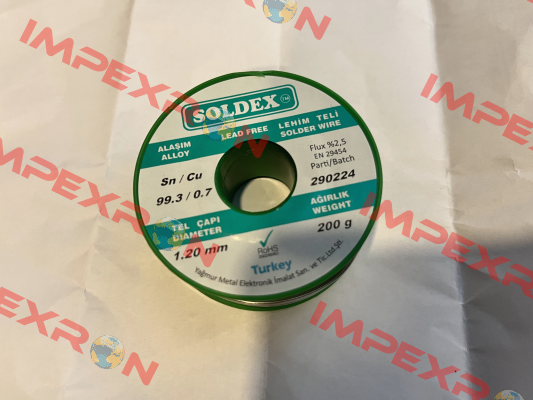 SOLDEX TM
ALAŞIM
ALLOY
LEAD FREE
LEHİM TELİ
SOLDER WIRE
Sn / Cu
99.3 / 0.7
Flux %2,5
EN 29454
Parti/Batch
290224
TEL ÇAPI
DIAMETER
1.20 mm
AĞIRLIK
WEIGHT
200 g
RoHS
Turkey
Yağmur Metal Elektronik İmalat San. ve Tic.Ltd.Şti.
IMPEXRON
IMPEXRON
IMPEXRON
IMPEXRON
IMPEXRON
IMPEXRON